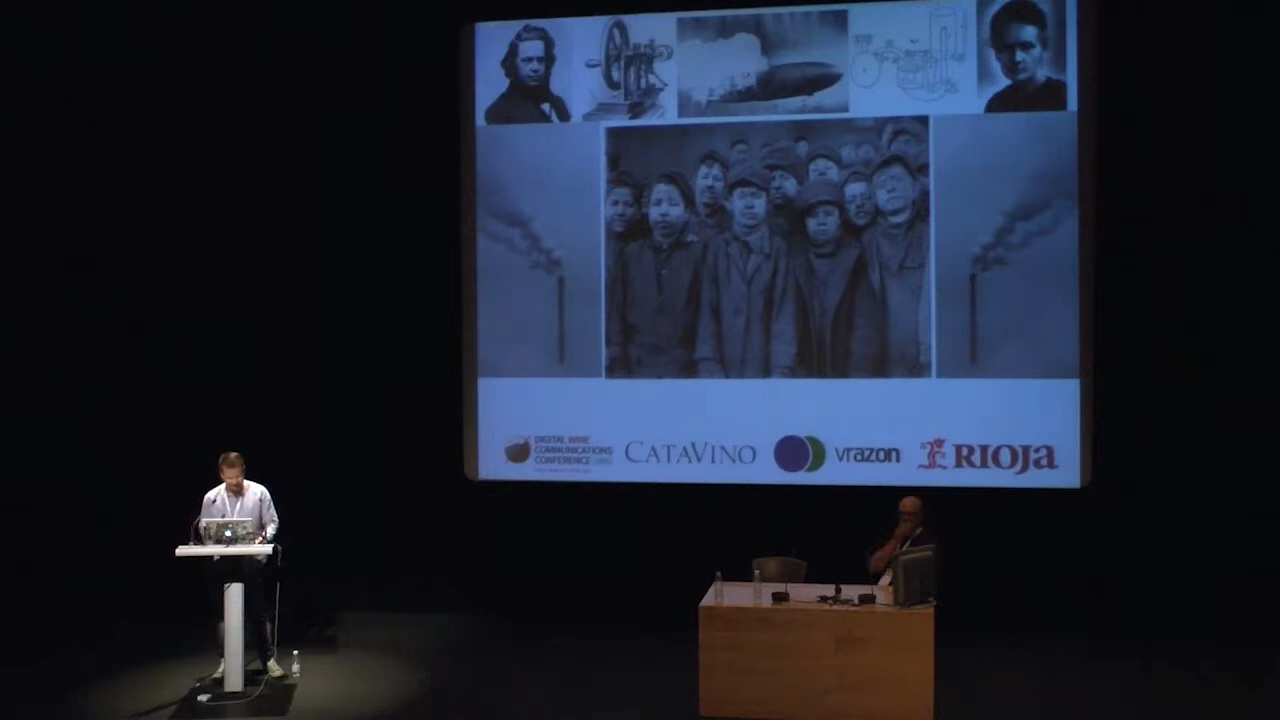 DIGITAL WINE
COMMUNICATIONS
CONFERENCE
CATAVINO
vrazon
RIOJA